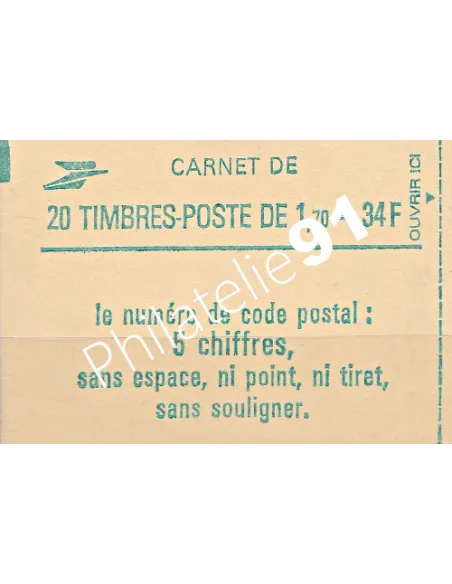 CARNET DE
20 TIMBRES-POSTE DE 1,70 = 34F
OUVRIR ICI
le numéro de code postal :
5 chiffres,
sans espace, ni point, ni tiret,
sans souligner.
Philatelie91